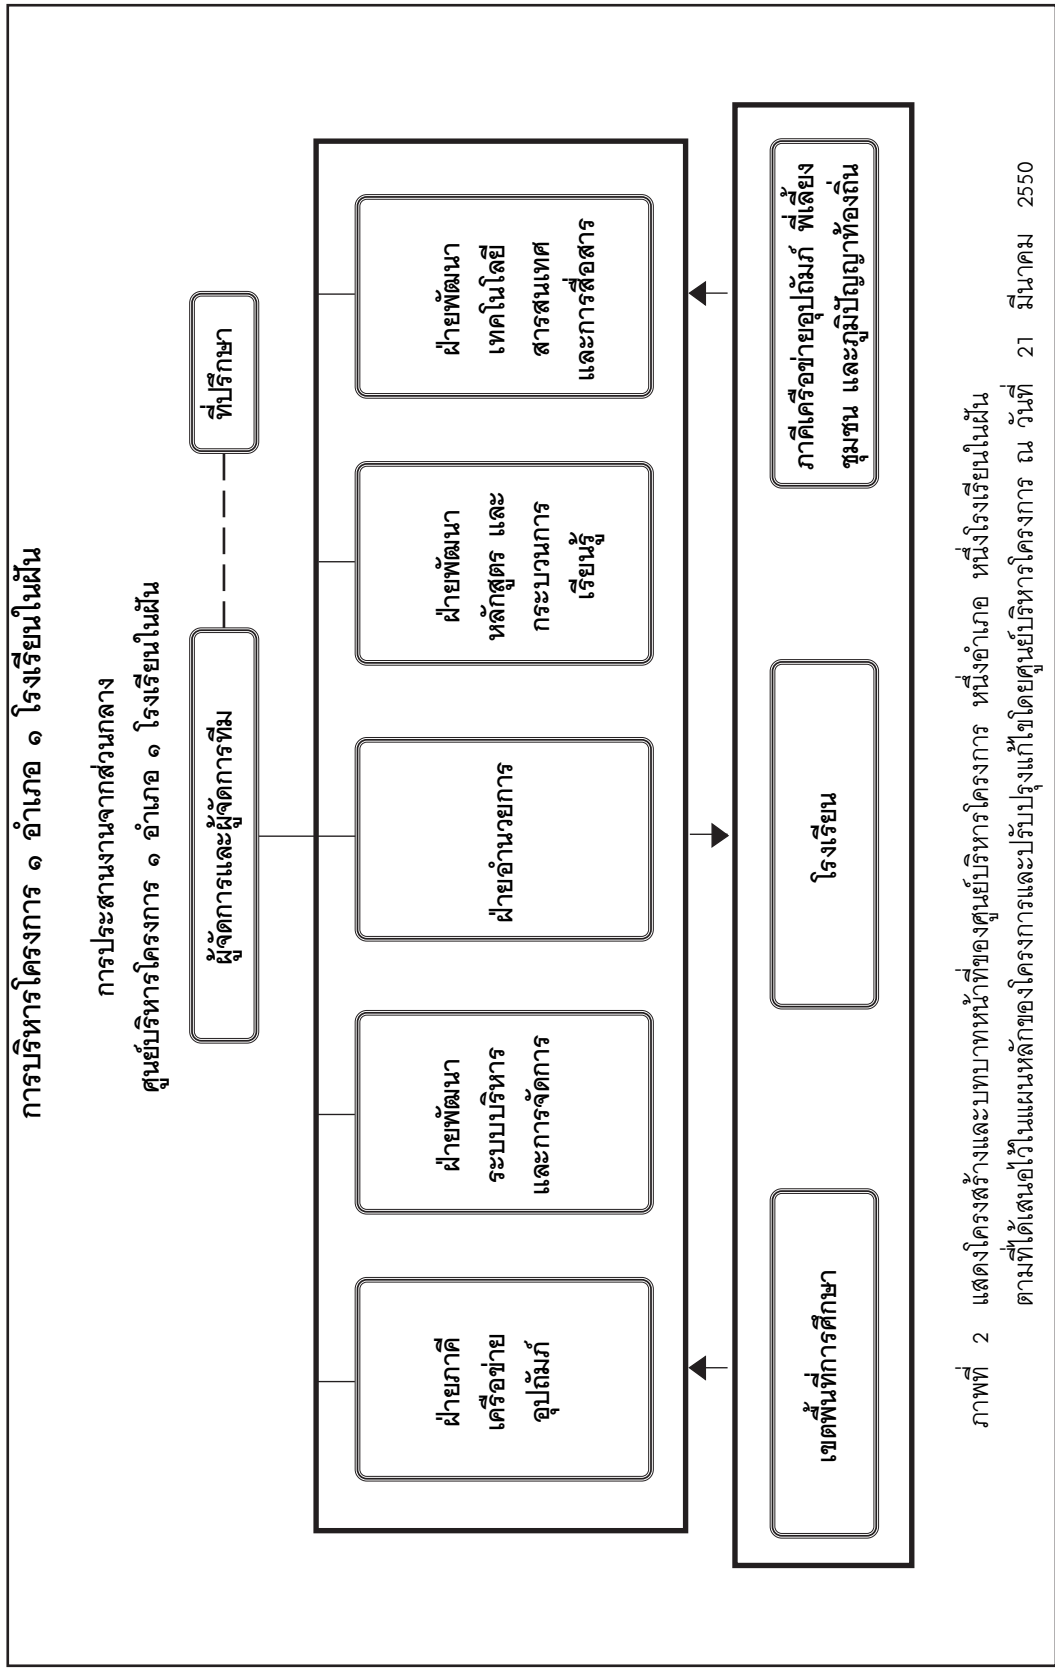 การบริหารโครงการ ๑ อำเภอ ๑ โรงเรียนในฝัน
การประสานงานจากส่วนกลาง
ศูนย์บริหารโครงการ ๑ อำเภอ ๑ โรงเรียนในฝัน
ผู้จัดการและผู้จัดการทีม
ที่ปรึกษา
ฝ่ายภาคี
เครือข่าย
อุปถัมภ์
ฝ่ายพัฒนา
ระบบบริหาร
และการจัดการ
ฝ่ายอำนวยการ
ฝ่ายพัฒนา
หลักสูตร และ
กระบวนการ
เรียนรู้
ฝ่ายพัฒนา
เทคโนโลยี
สารสนเทศ
และการสื่อสาร
เขตพื้นที่การศึกษา
โรงเรียน
ภาคีเครือข่ายอุปถัมภ์ พี่เลี้ยง
ชุมชน และภูมิปัญญาท้องถิ่น
ภาพที่ 2 แสดงโครงสร้างและบทบาทหน้าที่ของศูนย์บริหารโครงการ หนึ่งอำเภอ หนึ่งโรงเรียนในฝัน
ตามที่ได้เสนอไว้ในแผนหลักของโครงการและปรับปรุงแก้ไขโดยศูนย์บริหารโครงการ ณ วันที่ 21 มีนาคม 2550